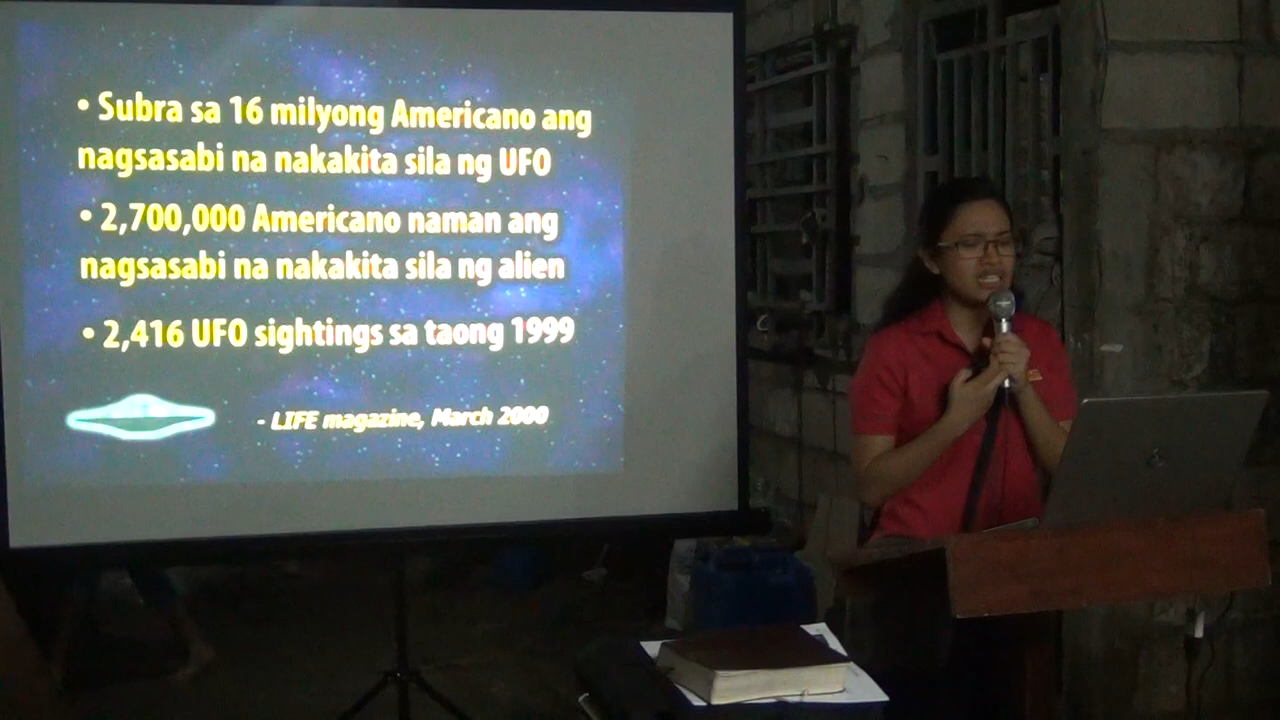 • Subra sa 16 milyong Americano ang
nagsasabi na nakakita sila ng UFO
• 2,700,000 Americano naman ang
nagsasabi na nakakita sila ng alien
• 2,416 UFO sightings sa taong 1999
- LIFE magazine, March 2000